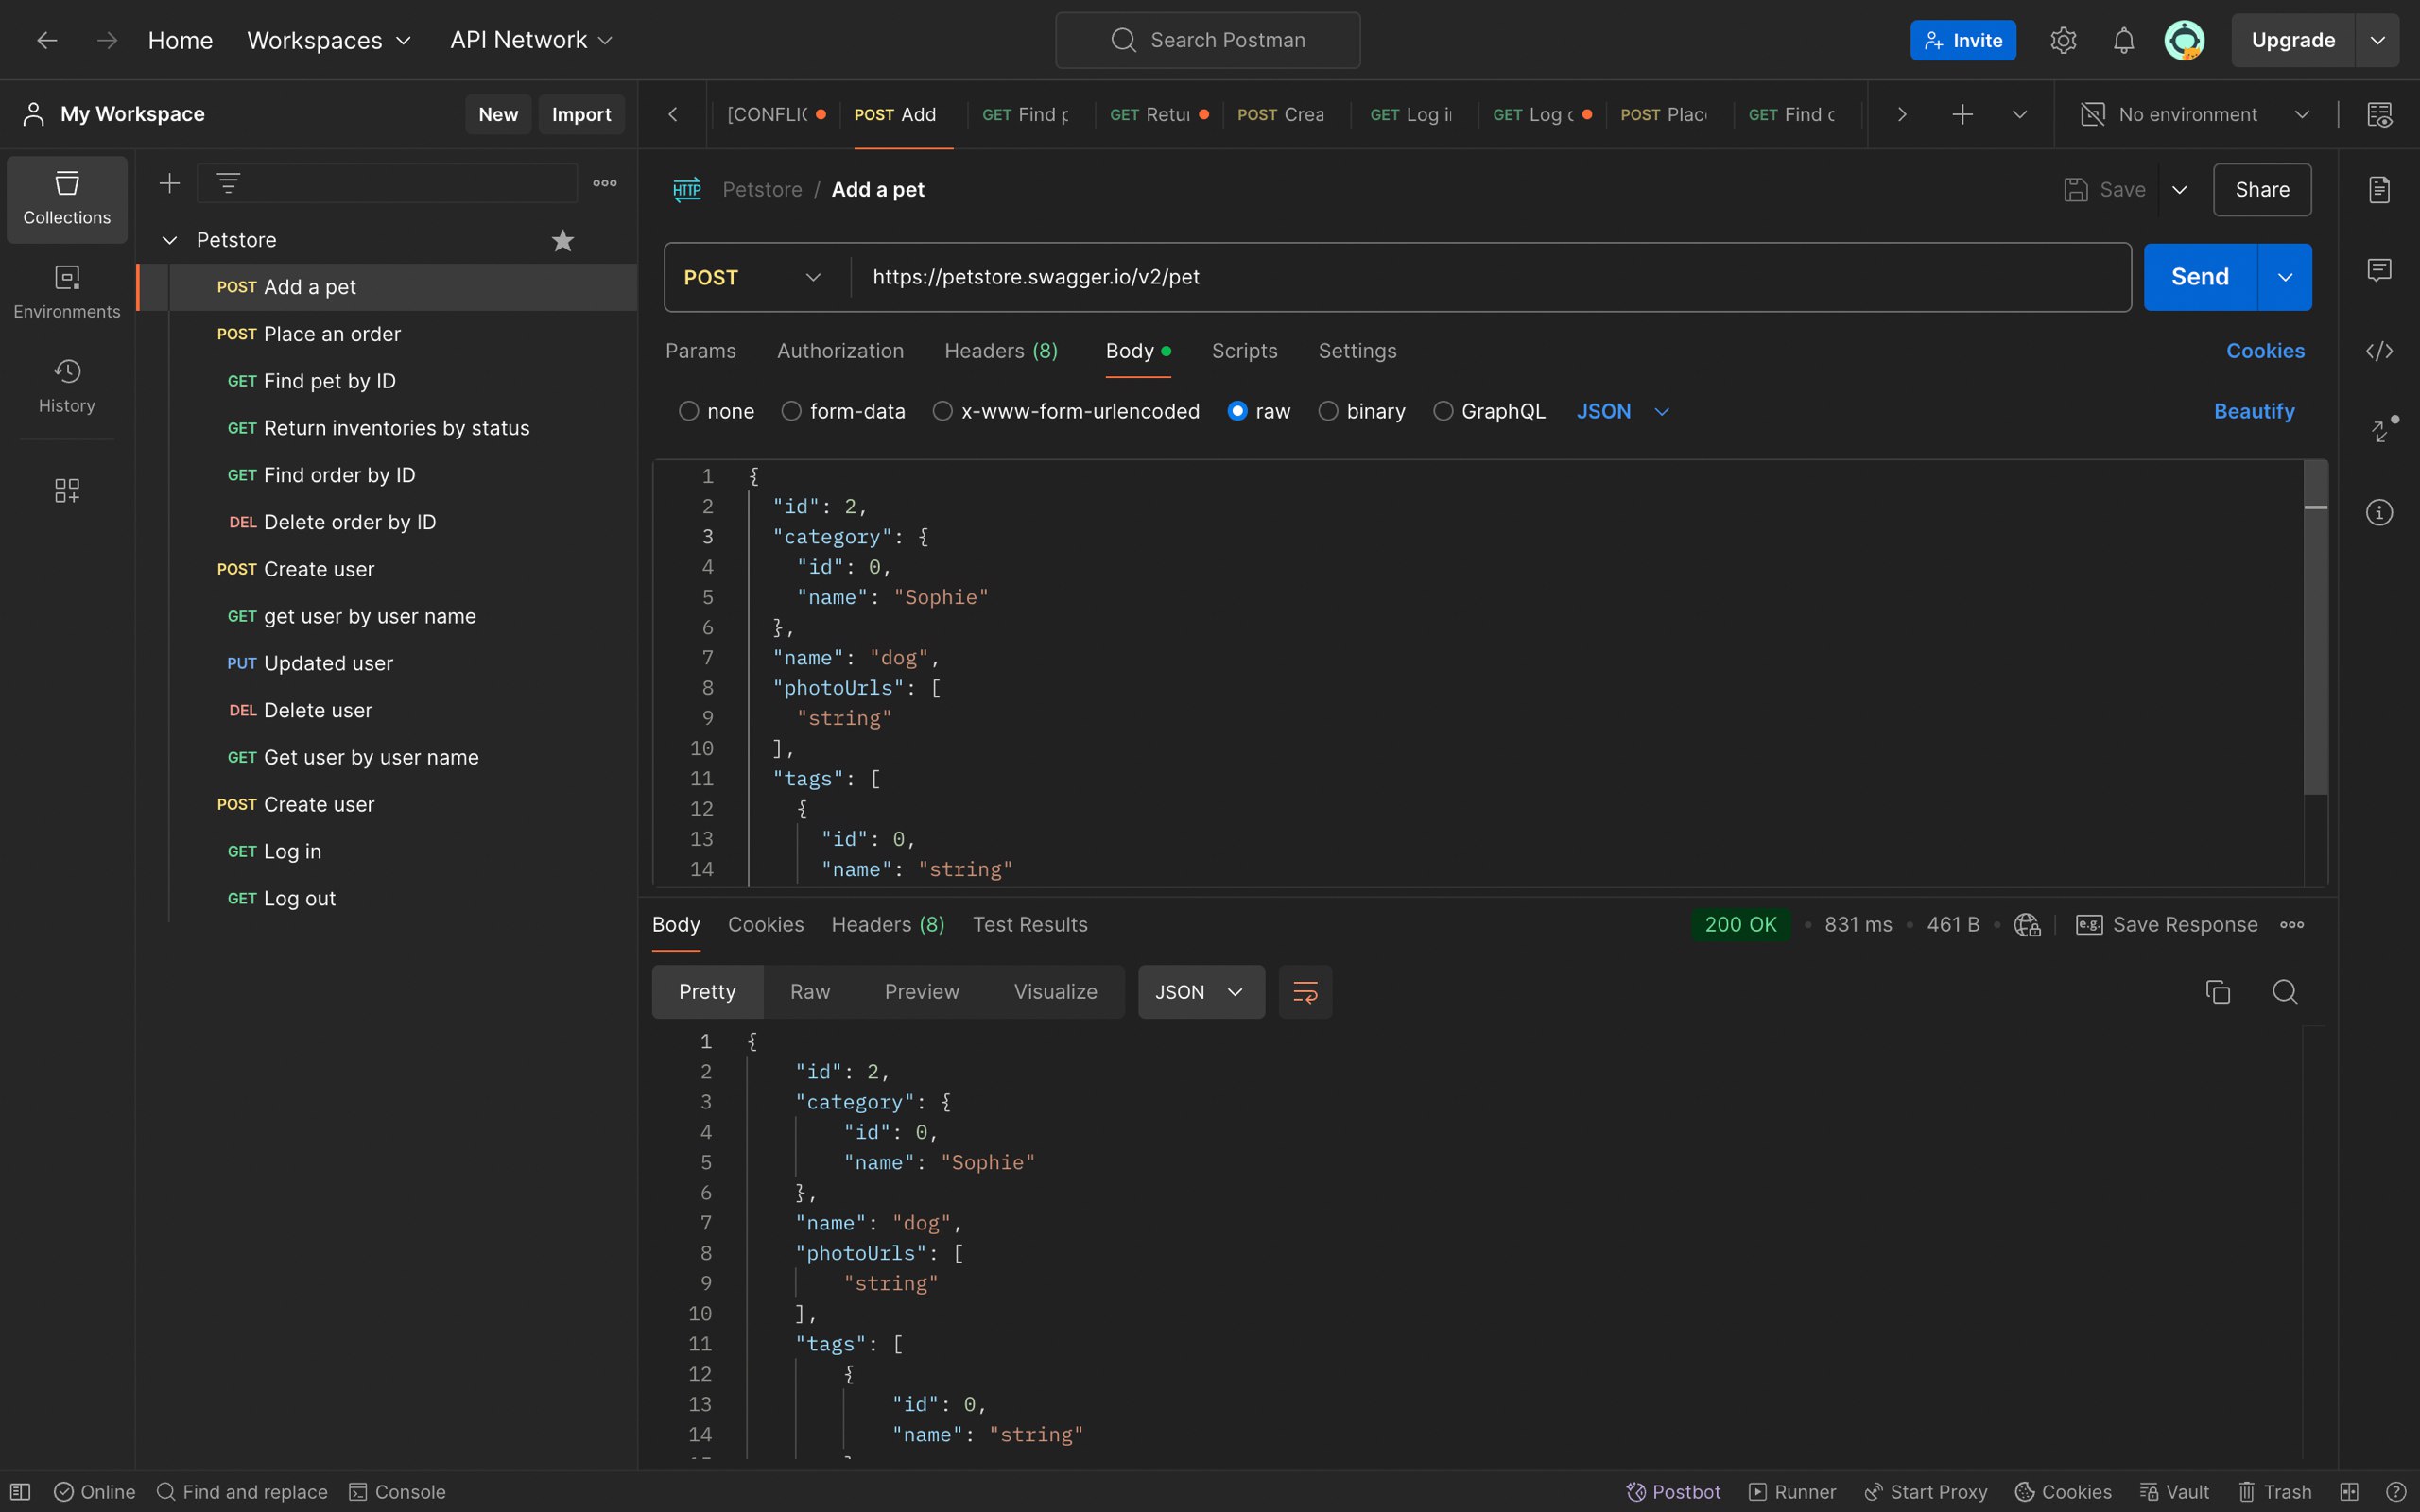 Home Workspaces API Network Search Postman Invite Upgrade
My Workspace New Import
[CONFLIC POST Add GET Find p GET Retur POST Crea GET Log i GET Log o POST Plac GET Find o No environment
Collections
Environments
History
Petstore
POST Add a pet
POST Place an order
GET Find pet by ID
GET Return inventories by status
GET Find order by ID
DEL Delete order by ID
POST Create user
GET get user by user name
PUT Updated user
DEL Delete user
GET Get user by user name
POST Create user
GET Log in
GET Log out
HTTP Petstore / Add a pet Save Share
POST https://petstore.swagger.io/v2/pet Send
Params Authorization Headers (8) Body Scripts Settings Cookies
none form-data x-www-form-urlencoded raw binary GraphQL JSON Beautify
1 {
2 "id": 2,
3 "category": {
4 "id": 0,
5 "name": "Sophie"
6 },
7 "name": "dog",
8 "photoUrls": [
9 "string"
10 ],
11 "tags": [
12 {
13 "id": 0,
14 "name": "string"
Body Cookies Headers (8) Test Results 200 OK • 831 ms • 461 B • e.g. Save Response
Pretty Raw Preview Visualize JSON
1 {
2 "id": 2,
3 "category": {
4 "id": 0,
5 "name": "Sophie"
6 },
7 "name": "dog",
8 "photoUrls": [
9 "string"
10 ],
11 "tags": [
12 {
13 "id": 0,
14 "name": "string"
Online Find and replace Console Postbot Runner Start Proxy Cookies Vault Trash